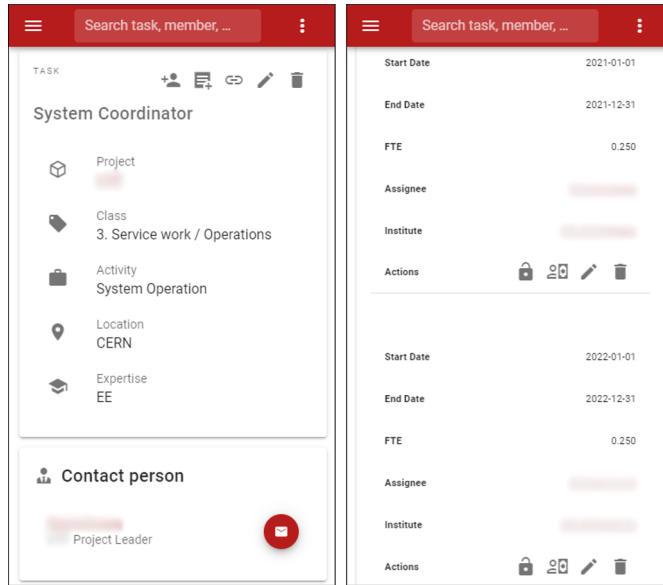 Search task, member, ...
TASK
System Coordinator
Project
Class
3. Service work / Operations
Activity
System Operation
Location
CERN
Expertise
EE
Contact person
Project Leader
Search task, member, ...
Start Date 2021-01-01
End Date 2021-12-31
FTE 0.250
Assignee
Institute
Actions
Start Date 2022-01-01
End Date 2022-12-31
FTE 0.250
Assignee
Institute
Actions